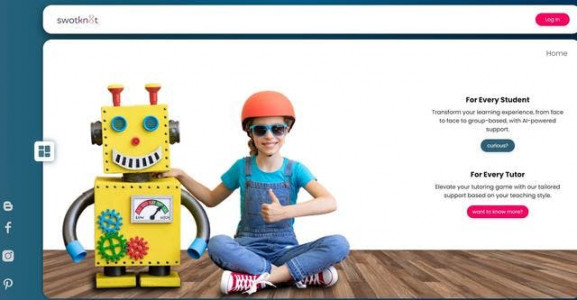 swotkn8t
Log in
Home
For Every Student
Transform your learning experience, from face
to face to group-based, with AI-powered
support.
curious?
For Every Tutor
Elevate your tutoring game with our tailored
support based on your teaching style.
want to know more?
LOW
HIGH